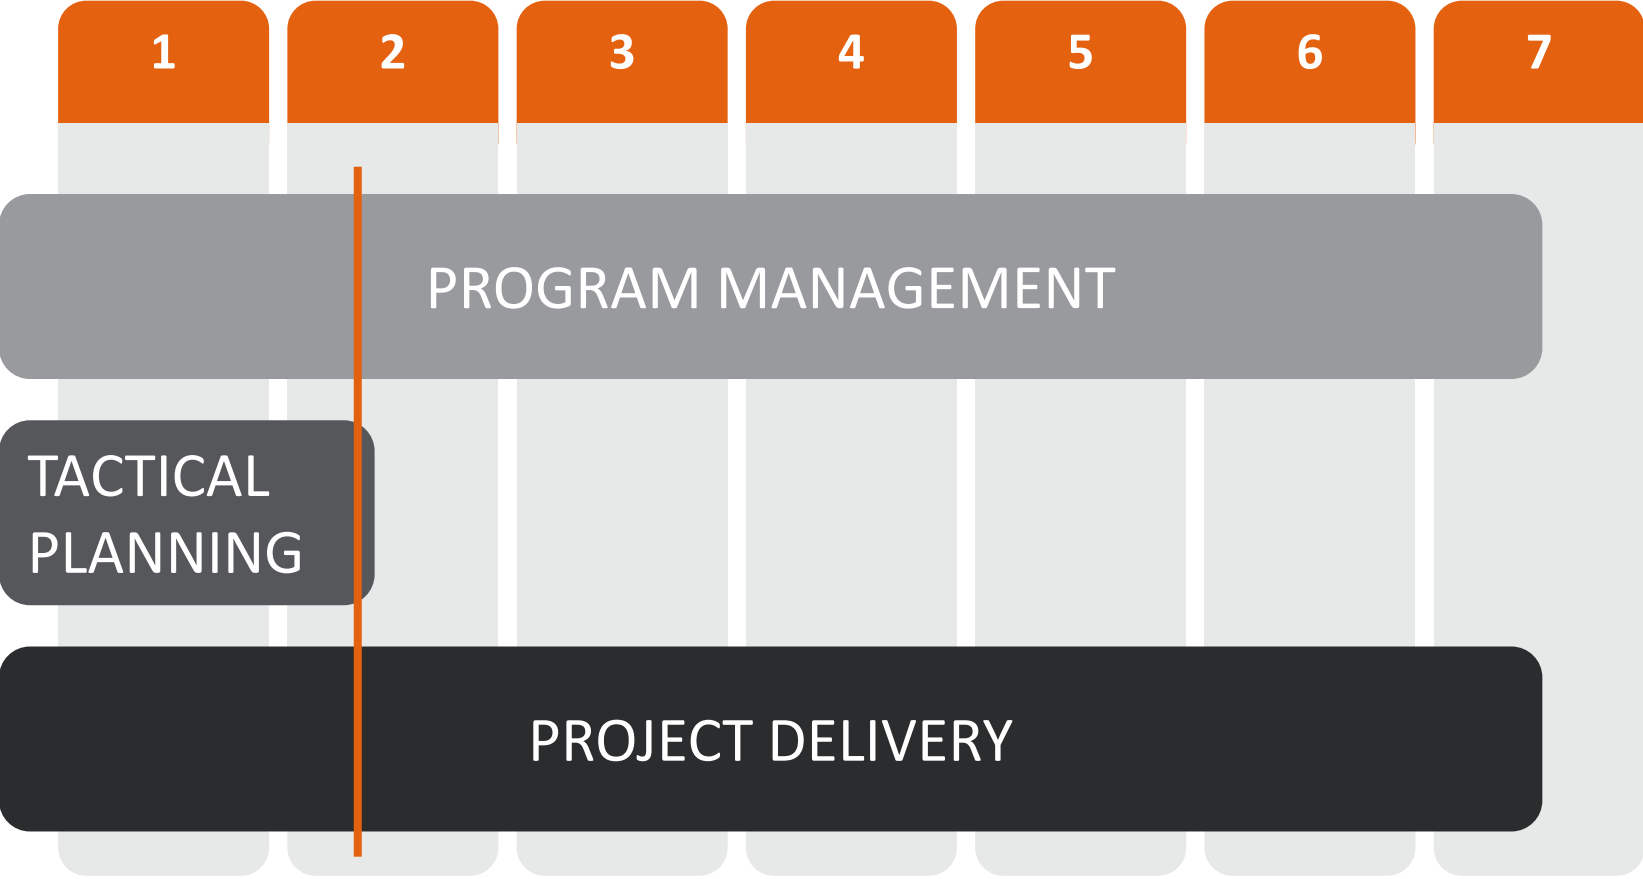 1 2 3 4 5 6 7
PROGRAM MANAGEMENT
TACTICAL
PLANNING
PROJECT DELIVERY